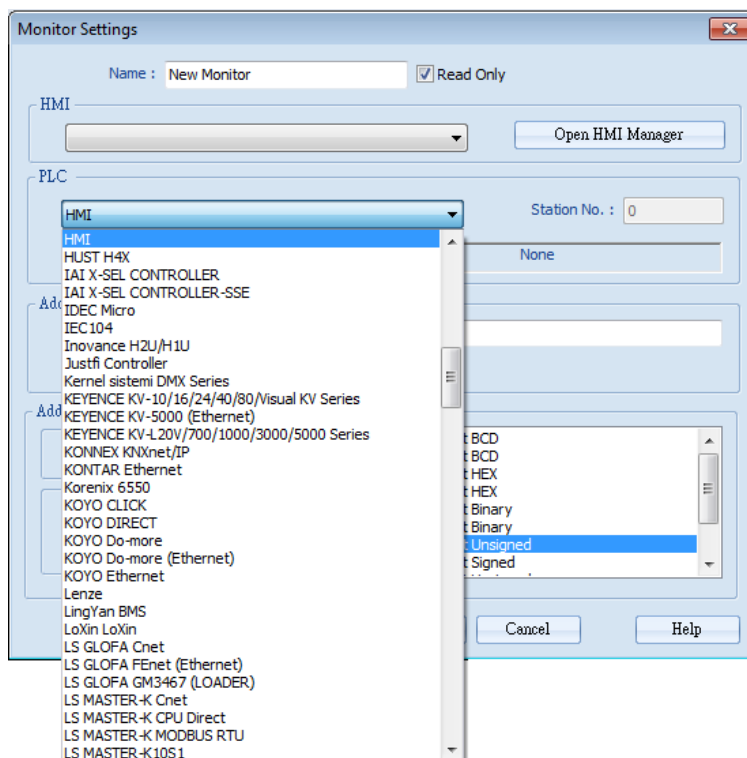 Monitor Settings
Name : New Monitor Read Only
HMI
Open HMI Manager
PLC
HMI Station No. : 0
None
HMI
HUST H4X
IAI X-SEL CONTROLLER
IAI X-SEL CONTROLLER-SSE
IDEC Micro
IEC104
Inovance H2U/H1U
Justfi Controller
Kernel sistemi DMX Series
KEYENCE KV-10/16/24/40/80/Visual KV Series
KEYENCE KV-5000 (Ethernet)
KEYENCE KV-L20V/700/1000/3000/5000 Series
KONNEX KNXnet/IP
KONTAR Ethernet
Korenix 6550
KOYO CLICK
KOYO DIRECT
KOYO Do-more
KOYO Do-more (Ethernet)
KOYO Ethernet
Lenze
LingYan BMS
LoXin LoXin
LS GLOFA Cnet
LS GLOFA FEnet (Ethernet)
LS GLOFA GM3467 (LOADER)
LS MASTER-K Cnet
LS MASTER-K CPU Direct
LS MASTER-K MODBUS RTU
LS MASTER-K10S1
Add
Add
t BCD
t BCD
t HEX
t HEX
t Binary
t Binary
t Unsigned
t Signed
Cancel Help